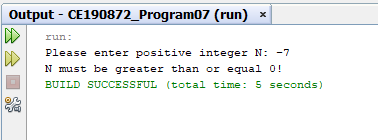 Output - CE190872_Program07 (run) ×
run:
Please enter positive integer N: -7
N must be greater than or equal 0!
BUILD SUCCESSFUL (total time: 5 seconds)